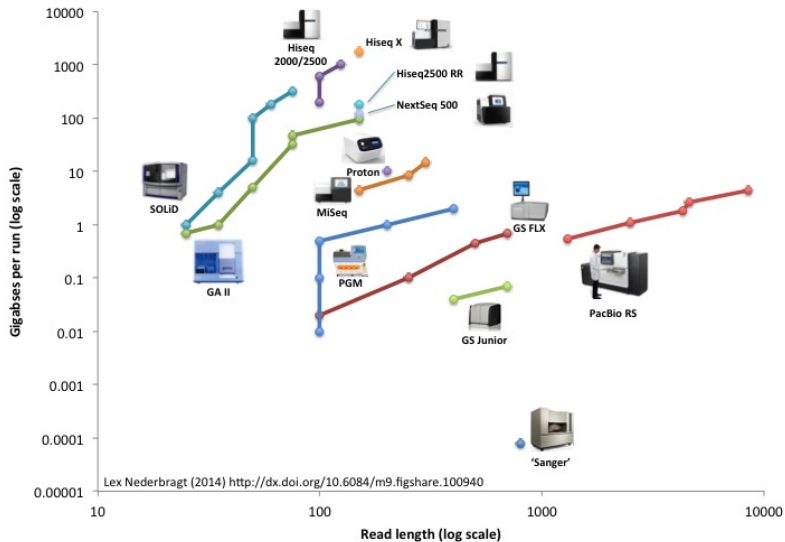 Gigabses per run (log scale)
10000
1000
100
10
1
0.1
0.01
0.001
0.0001
0.00001
Hiseq
2000/2500
Hiseq X
Hiseq2500 RR
NextSeq 500
Proton
SOLiD
MiSeq
GS FLX
GA II
PGM
GS Junior
PacBio RS
'Sanger'
Lex Nederbragt (2014) http://dx.doi.org/10.6084/m9.figshare.100940
10
100
1000
10000
Read length (log scale)